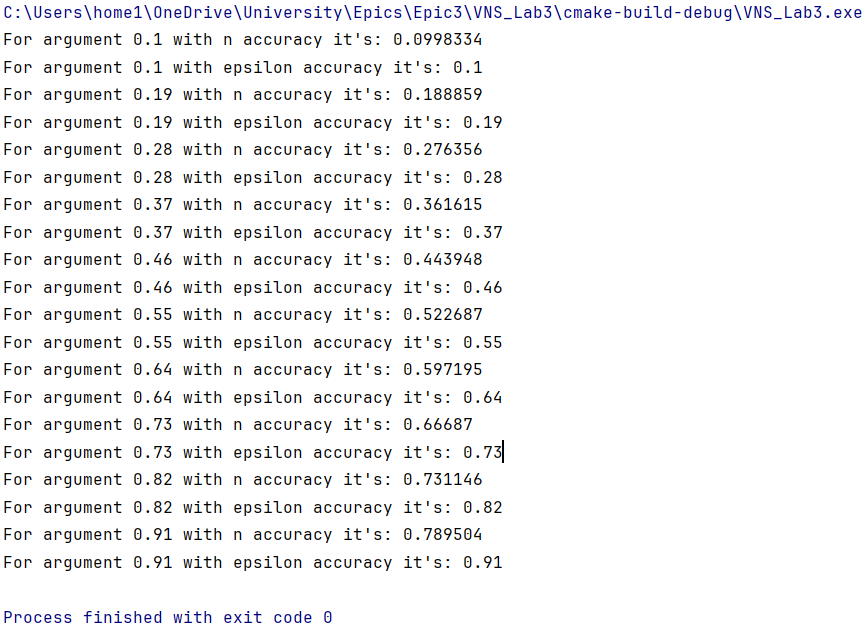 C:\Users\home1\OneDrive\University\Epics\Epic3\VNS_Lab3\cmake-build-debug\VNS_Lab3.exe
For argument 0.1 with n accuracy it's: 0.0998334
For argument 0.1 with epsilon accuracy it's: 0.1
For argument 0.19 with n accuracy it's: 0.188859
For argument 0.19 with epsilon accuracy it's: 0.19
For argument 0.28 with n accuracy it's: 0.276356
For argument 0.28 with epsilon accuracy it's: 0.28
For argument 0.37 with n accuracy it's: 0.361615
For argument 0.37 with epsilon accuracy it's: 0.37
For argument 0.46 with n accuracy it's: 0.443948
For argument 0.46 with epsilon accuracy it's: 0.46
For argument 0.55 with n accuracy it's: 0.522687
For argument 0.55 with epsilon accuracy it's: 0.55
For argument 0.64 with n accuracy it's: 0.597195
For argument 0.64 with epsilon accuracy it's: 0.64
For argument 0.73 with n accuracy it's: 0.66687
For argument 0.73 with epsilon accuracy it's: 0.73
For argument 0.82 with n accuracy it's: 0.731146
For argument 0.82 with epsilon accuracy it's: 0.82
For argument 0.91 with n accuracy it's: 0.789504
For argument 0.91 with epsilon accuracy it's: 0.91
Process finished with exit code 0